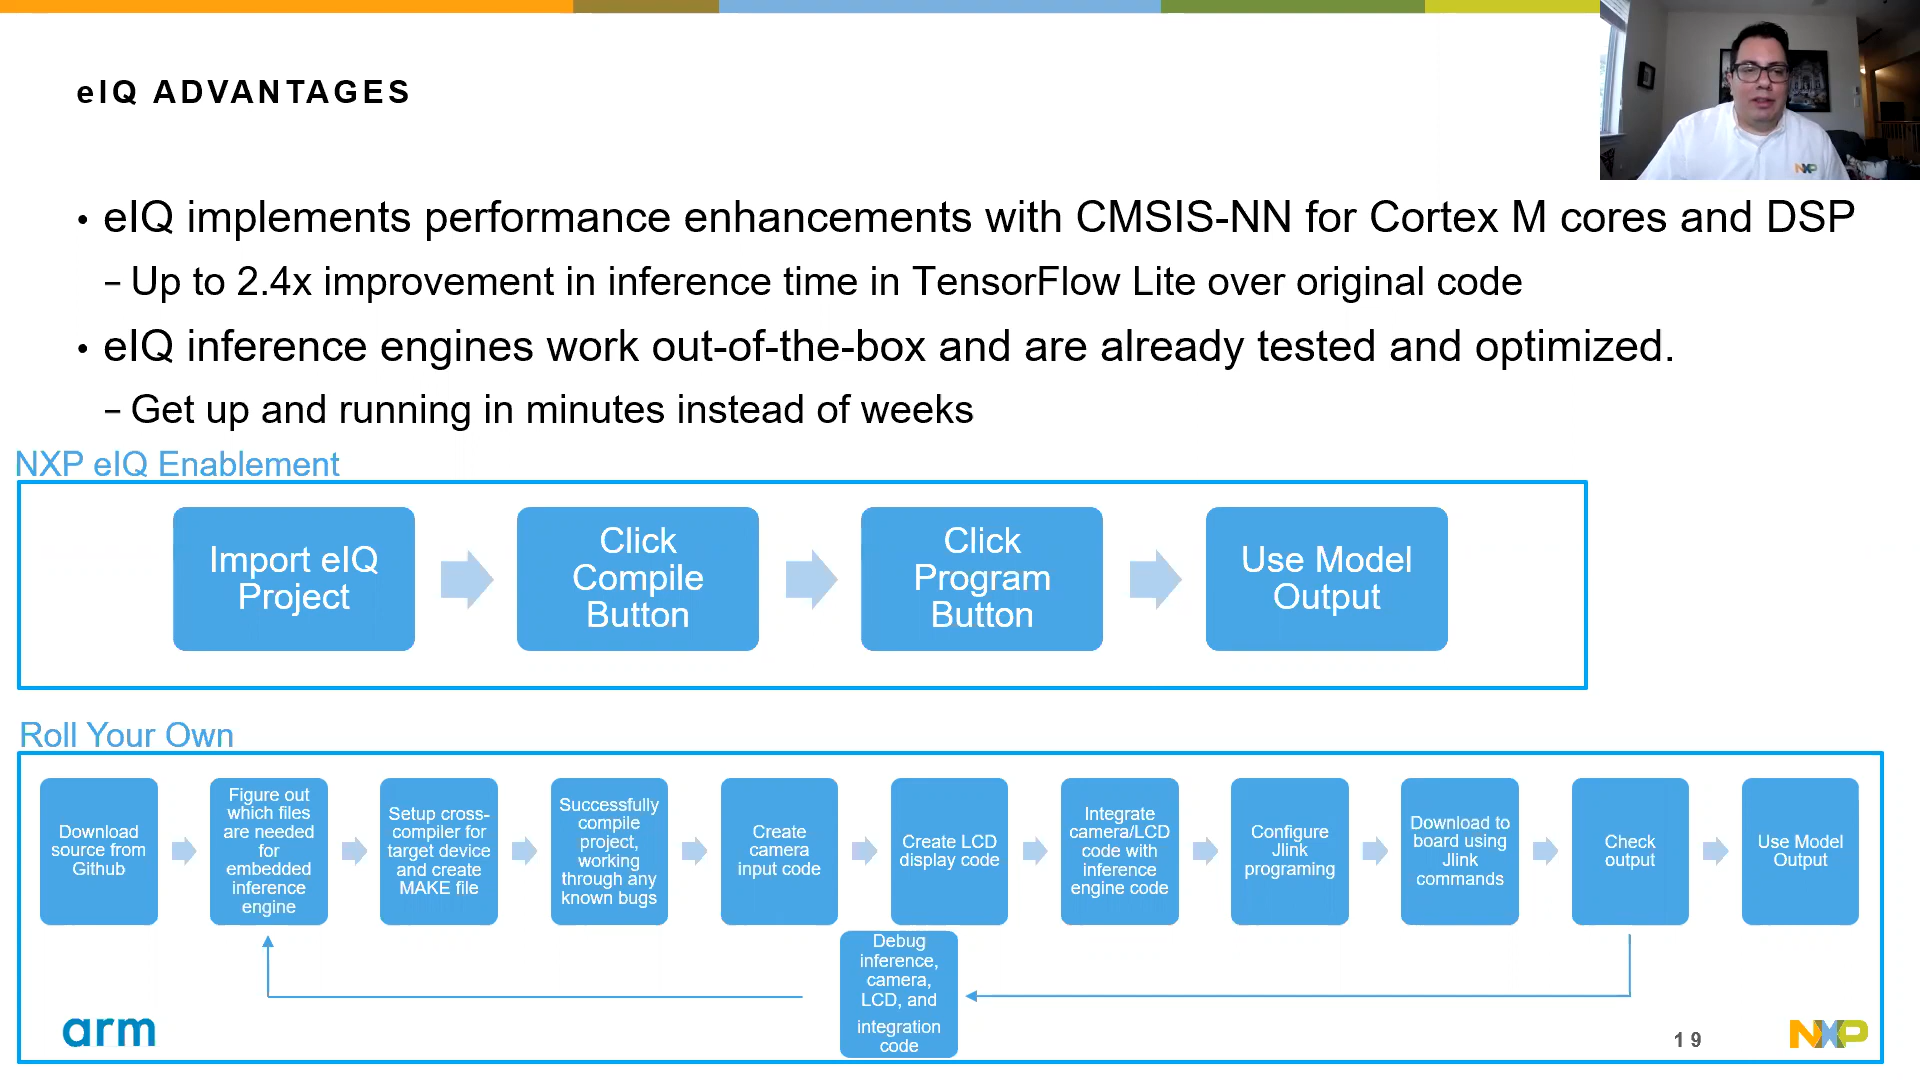 eIQ ADVANTAGES
NXP
• eIQ implements performance enhancements with CMSIS-NN for Cortex M cores and DSP
– Up to 2.4x improvement in inference time in TensorFlow Lite over original code
• eIQ inference engines work out-of-the-box and are already tested and optimized.
– Get up and running in minutes instead of weeks
NXP eIQ Enablement
Import eIQ
Project
Click
Compile
Button
Click
Program
Button
Use Model
Output
Roll Your Own
Download
source from
Github
Figure out
which files
are needed
for
embedded
inference
engine
Setup cross-
compiler for
target device
and create
MAKE file
Successfully
compile
project,
working
through any
known bugs
Create
camera
input code
Create LCD
display code
Integrate
camera/LCD
code with
inference
engine code
Configure
Jlink
programing
Download to
board using
Jlink
commands
Check
output
Use Model
Output
Debug
inference,
camera,
LCD, and
integration
code
arm
19
NXP